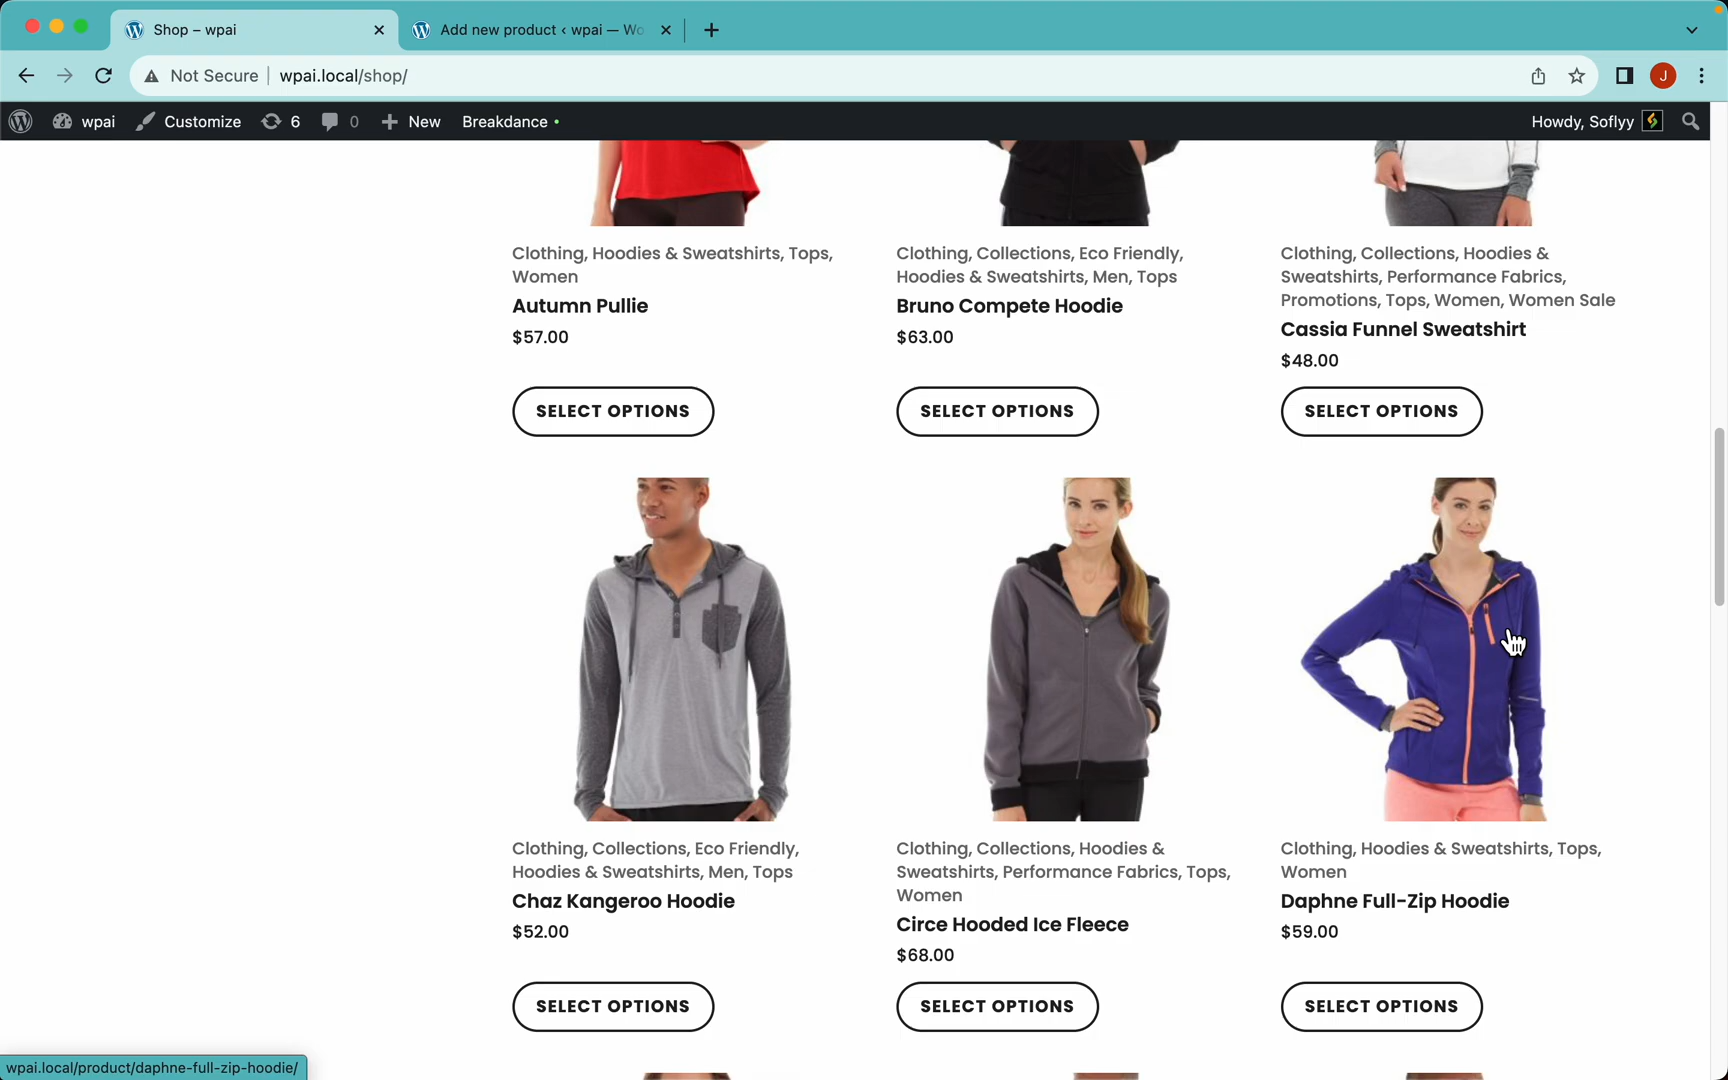 Shop – wpai
Add new product ‹ wpai — Wo
Not Secure
wpai.local/shop/
J
wpai
Customize
6
0
New
Breakdance
Howdy, Soflyy
Clothing, Hoodies & Sweatshirts, Tops,
Women
Autumn Pullie
$57.00
SELECT OPTIONS
Clothing, Collections, Eco Friendly,
Hoodies & Sweatshirts, Men, Tops
Bruno Compete Hoodie
$63.00
SELECT OPTIONS
Clothing, Collections, Hoodies &
Sweatshirts, Performance Fabrics,
Promotions, Tops, Women, Women Sale
Cassia Funnel Sweatshirt
$48.00
SELECT OPTIONS
Clothing, Collections, Eco Friendly,
Hoodies & Sweatshirts, Men, Tops
Chaz Kangeroo Hoodie
$52.00
SELECT OPTIONS
Clothing, Collections, Hoodies &
Sweatshirts, Performance Fabrics, Tops,
Women
Circe Hooded Ice Fleece
$68.00
SELECT OPTIONS
Clothing, Hoodies & Sweatshirts, Tops,
Women
Daphne Full-Zip Hoodie
$59.00
SELECT OPTIONS
wpai.local/product/daphne-full-zip-hoodie/